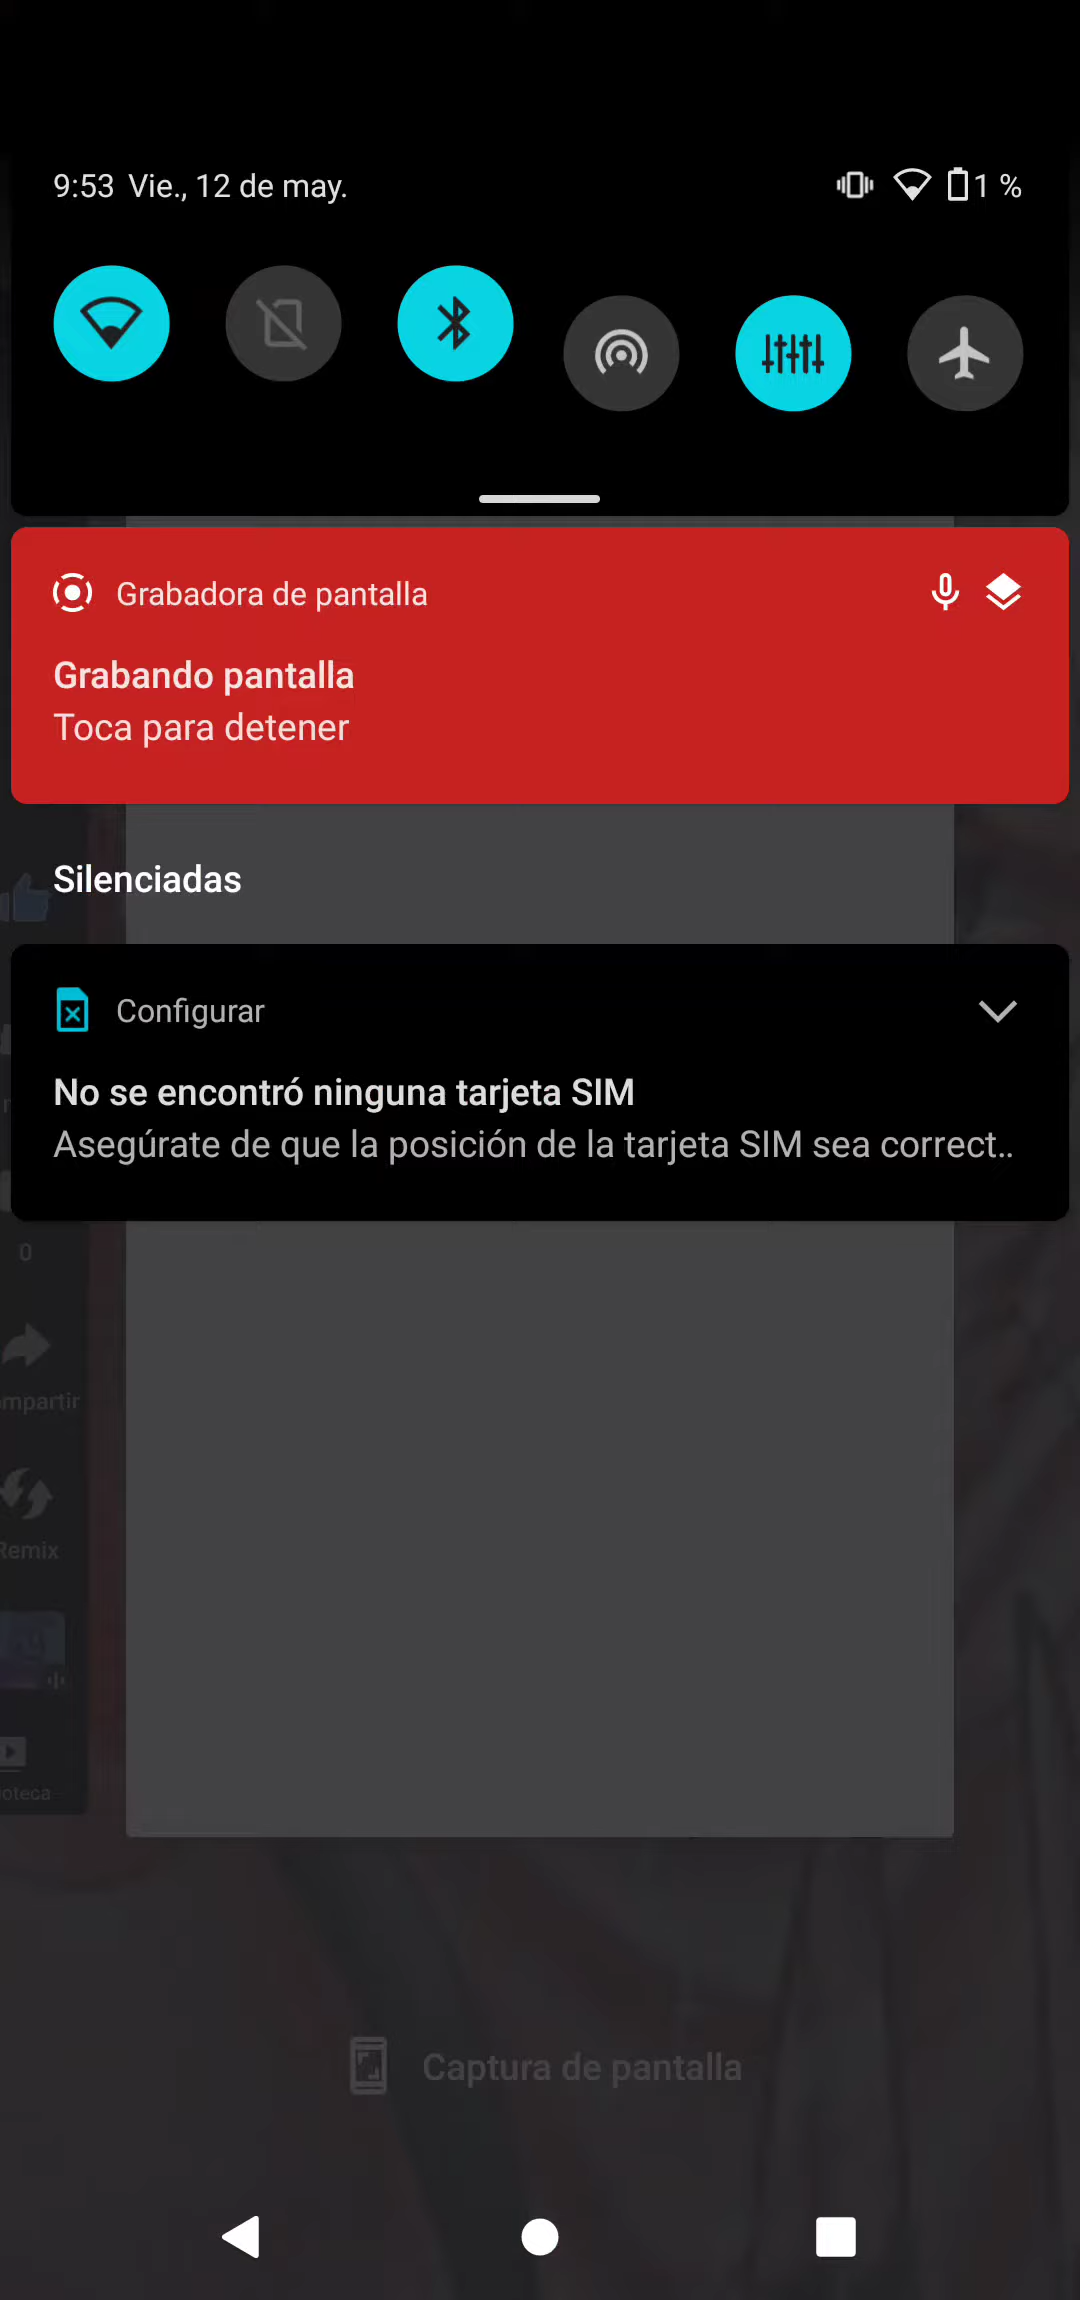 9:53 Vie., 12 de may.
1 %
Grabadora de pantalla
Grabando pantalla
Toca para detener
Silenciadas
Configurar
No se encontró ninguna tarjeta SIM
Asegúrate de que la posición de la tarjeta SIM sea correct..
0
mpartir
Remix
oteca
Captura de pantalla